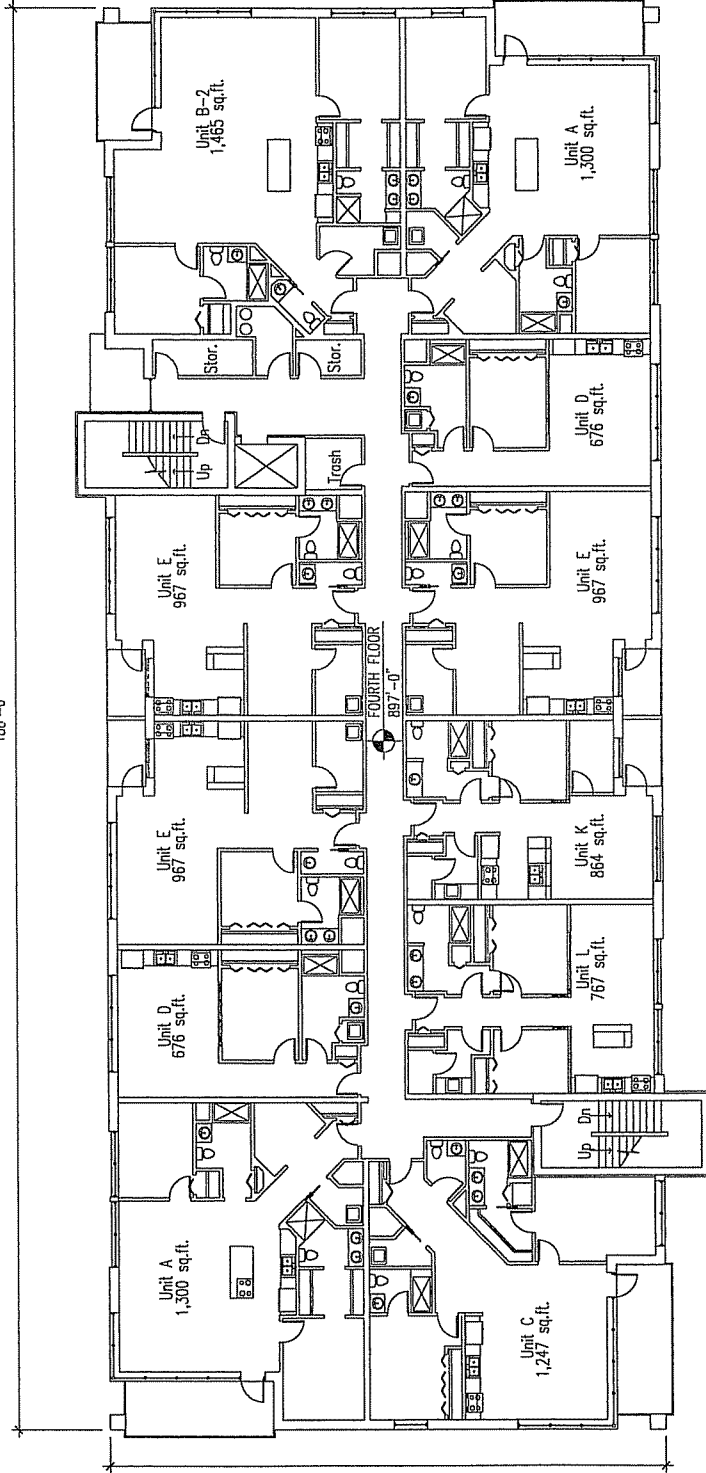 Unit A
1,300 sq.ft.
Unit D
676 sq.ft.
Unit E
967 sq.ft.
Unit E
967 sq.ft.
Up
Dn
Stor.
Unit B-2
1,465 sq.ft.
Trash
Stor.
FOURTH FLOOR
897'-0"
Unit C
1,247 sq.ft.
Up
Dn
Unit L
767 sq.ft.
Unit K
864 sq.ft.
Unit E
967 sq.ft.
Unit D
676 sq.ft.
Unit A
1,300 sq.ft.